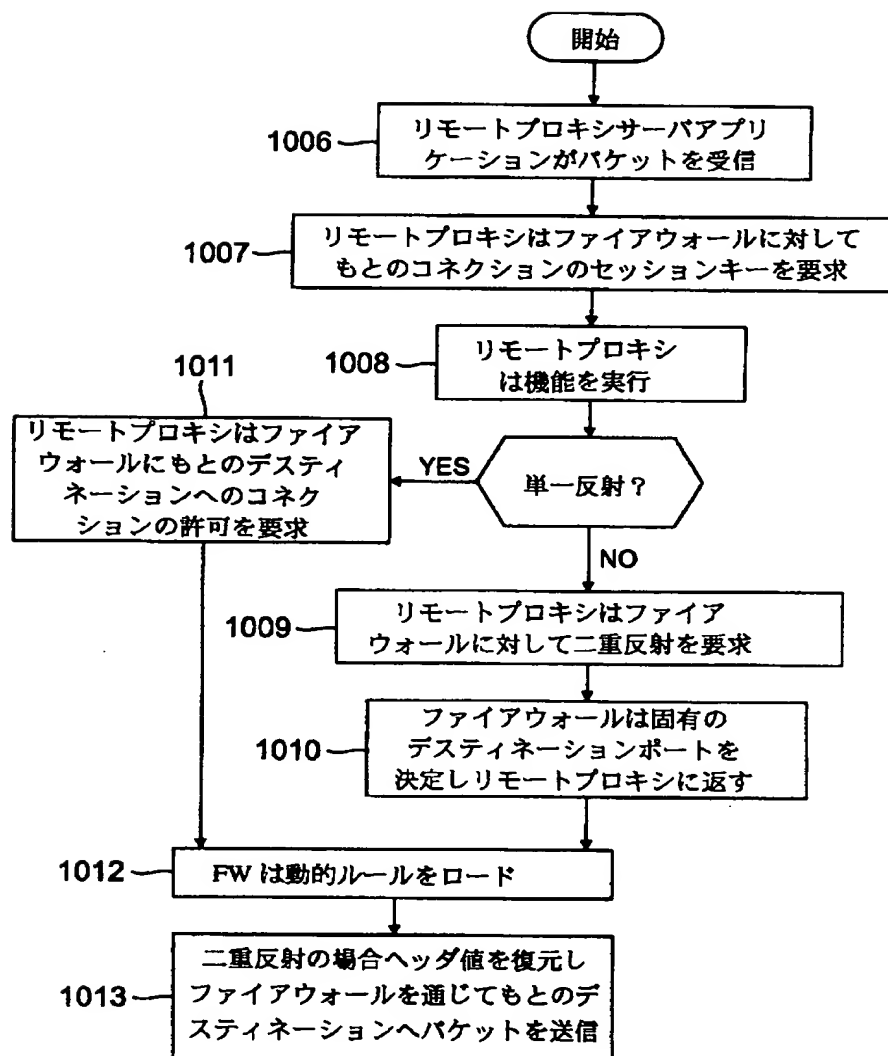 開始
1006
リモートプロキシサーバアプリ
ケーションがパケットを受信
1007
リモートプロキシはファイアウォールに対して
もとのコネクションのセッションキーを要求
1008
リモートプロキシ
は機能を実行
1011
リモートプロキシはファイア
ウォールにもとのデスティ
ネーションへのコネク
ションの許可を要求
YES
単一反射？
NO
1009
リモートプロキシはファイア
ウォールに対して二重反射を要求
1010
ファイアウォールは固有の
デスティネーションポートを
決定しリモートプロキシに返す
1012
FW は動的ルールをロード
1013
二重反射の場合ヘッダ値を復元し
ファイアウォールを通じてもとのデ
スティネーションへパケットを送信